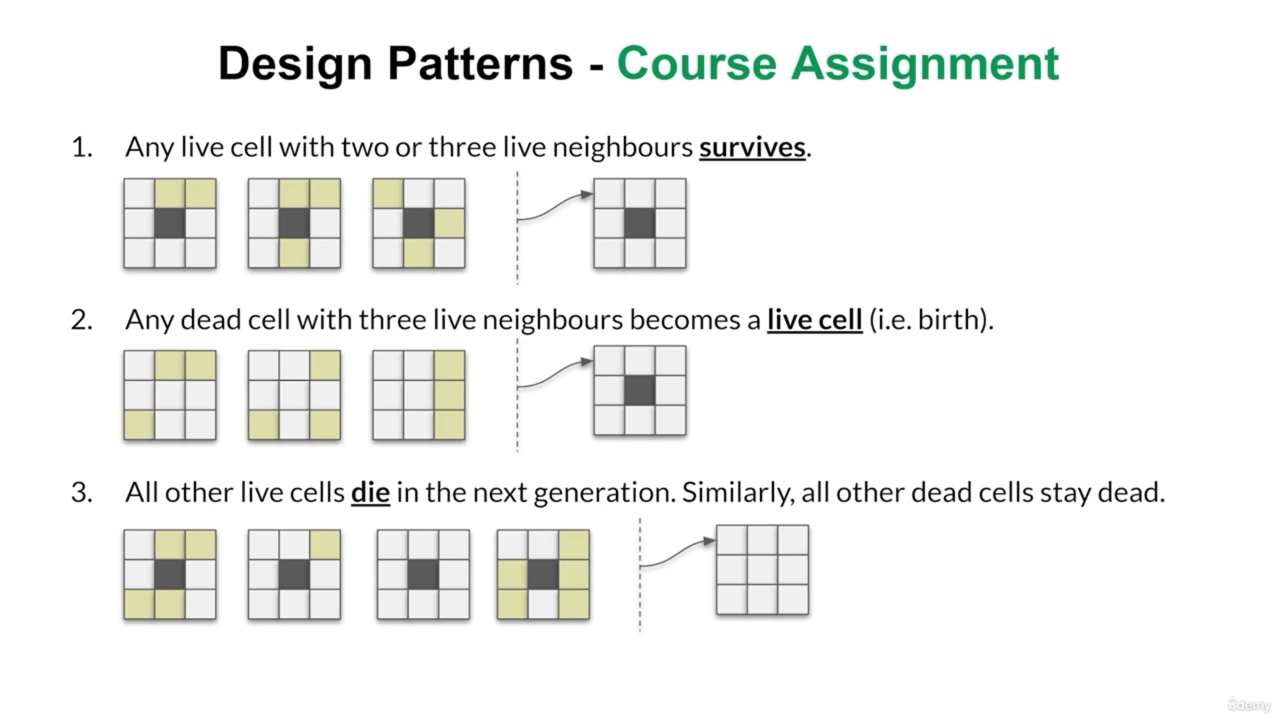 Design Patterns - Course Assignment
1. Any live cell with two or three live neighbours survives.
2. Any dead cell with three live neighbours becomes a live cell (i.e. birth).
3. All other live cells die in the next generation. Similarly, all other dead cells stay dead.
ûdemy